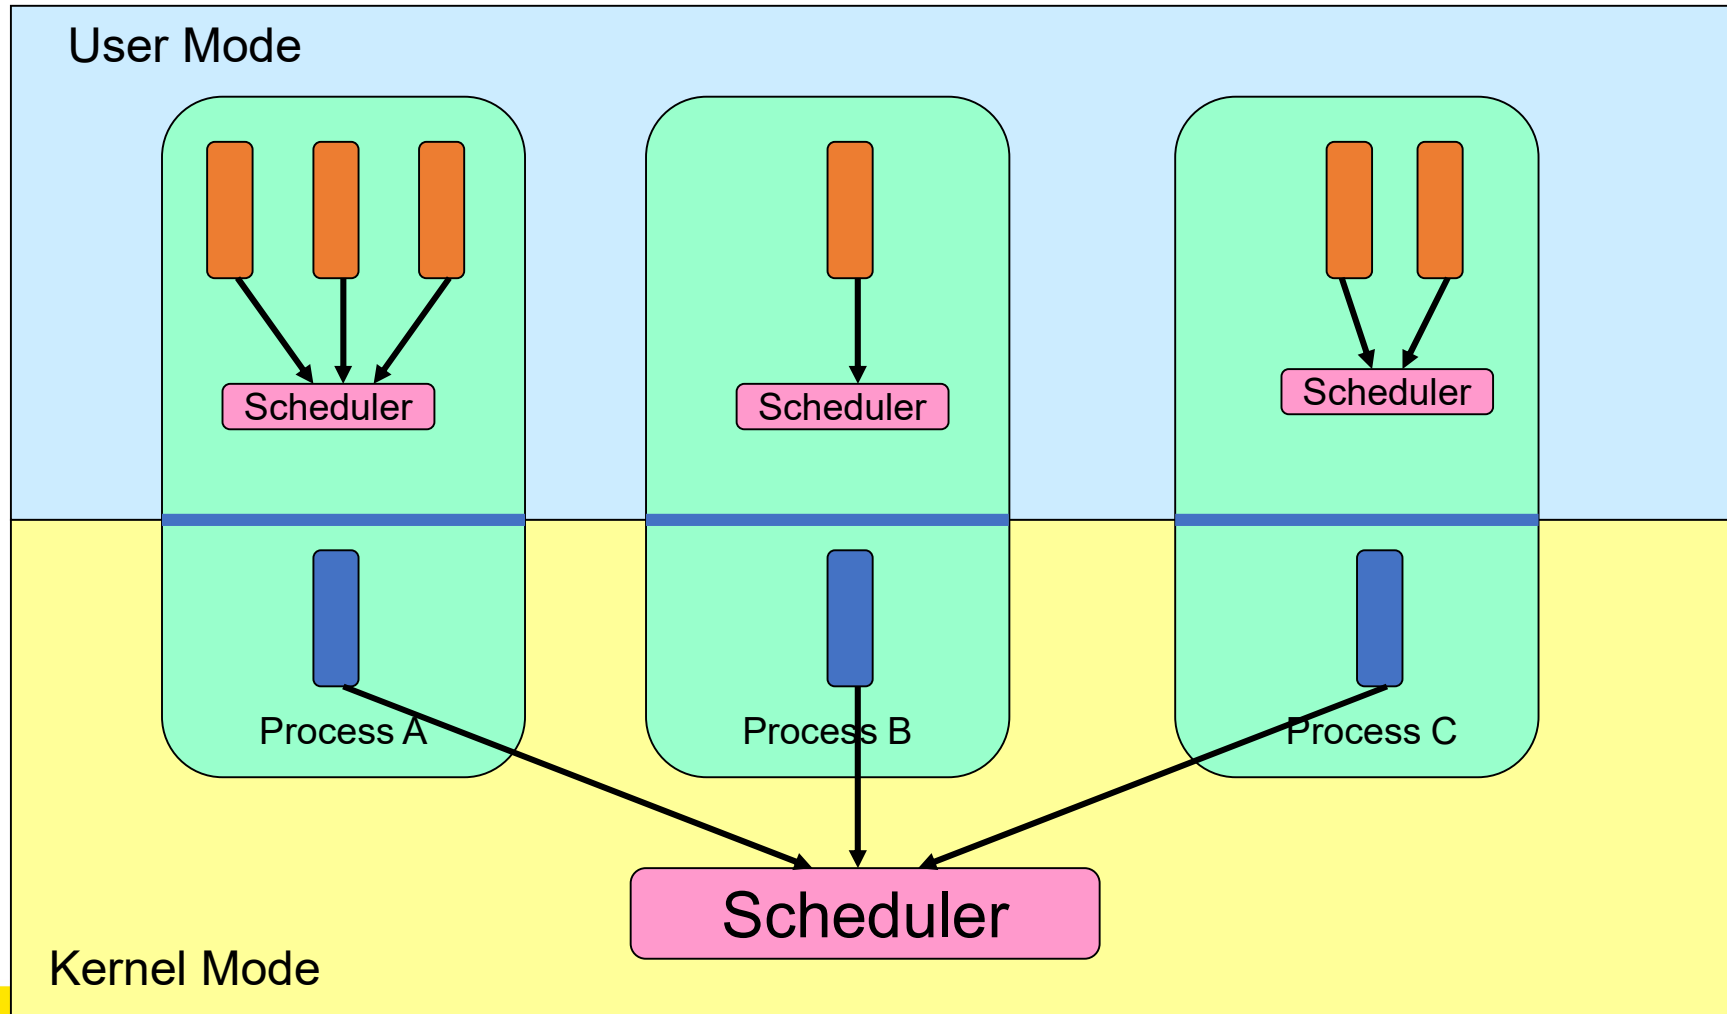 User Mode
Scheduler
Scheduler
Scheduler
Process A
Process B
Process C
Scheduler
Kernel Mode